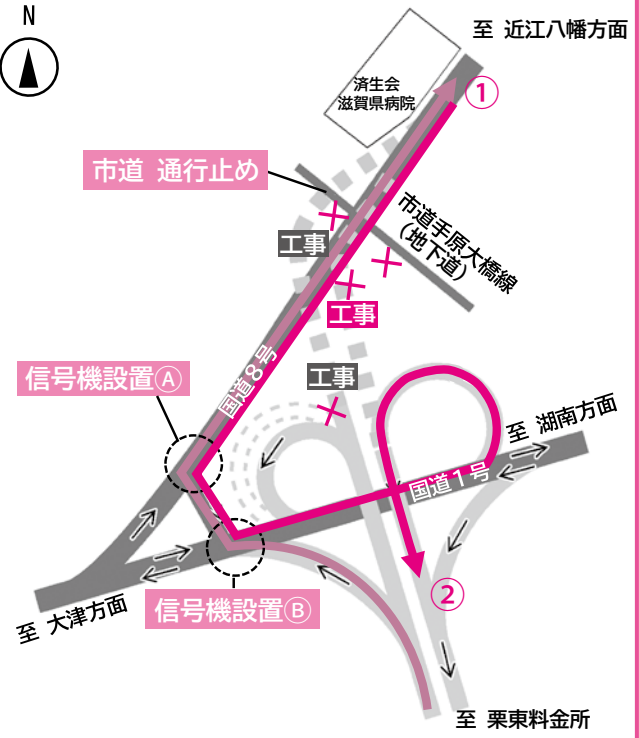 N
至 近江八幡方面
済生会
滋賀県病院
①
市道 通行止め
市道手原大橋線
(地下道)
工事
工事
信号機設置Ⓐ
国道8号
工事
至 湖南方面
国道1号
信号機設置Ⓑ
②
至 大津方面
至 栗東料金所